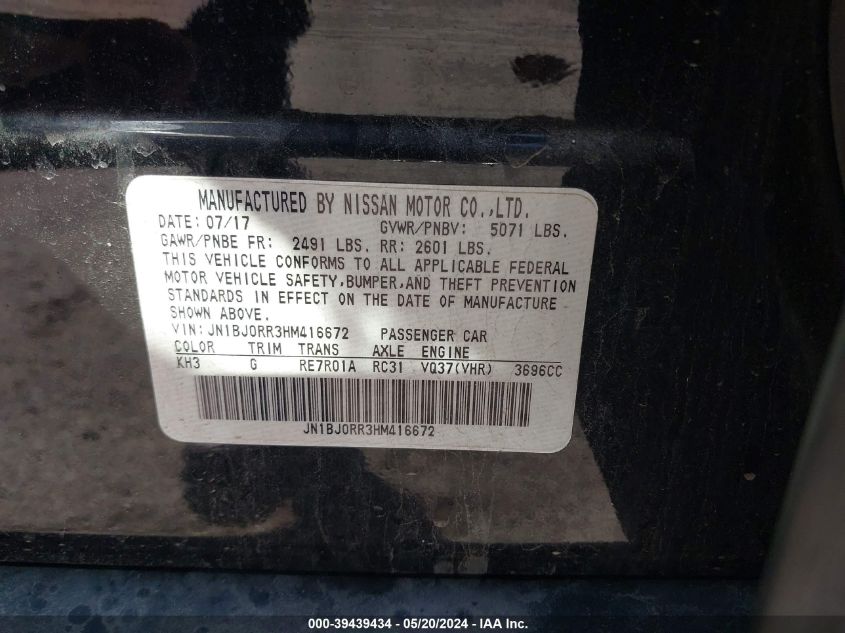 MANUFACTURED BY NISSAN MOTOR CO.,LTD.
DATE: 07/17 GVWR/PNBV: 5071 LBS.
GAWR/PNBE FR: 2491 LBS. RR: 2601 LBS.
THIS VEHICLE CONFORMS TO ALL APPLICABLE FEDERAL
MOTOR VEHICLE SAFETY,BUMPER,AND THEFT PREVENTION
STANDARDS IN EFFECT ON THE DATE OF MANUFACTURE
SHOWN ABOVE.
VIN: JN1BJ0RR3HM416672 PASSENGER CAR
COLOR TRIM TRANS AXLE ENGINE
KH3 G RE7R01A RC31 VQ37(VHR) 3696CC
JN1BJ0RR3HM416672
000-39439434 - 05/20/2024 - IAA Inc.